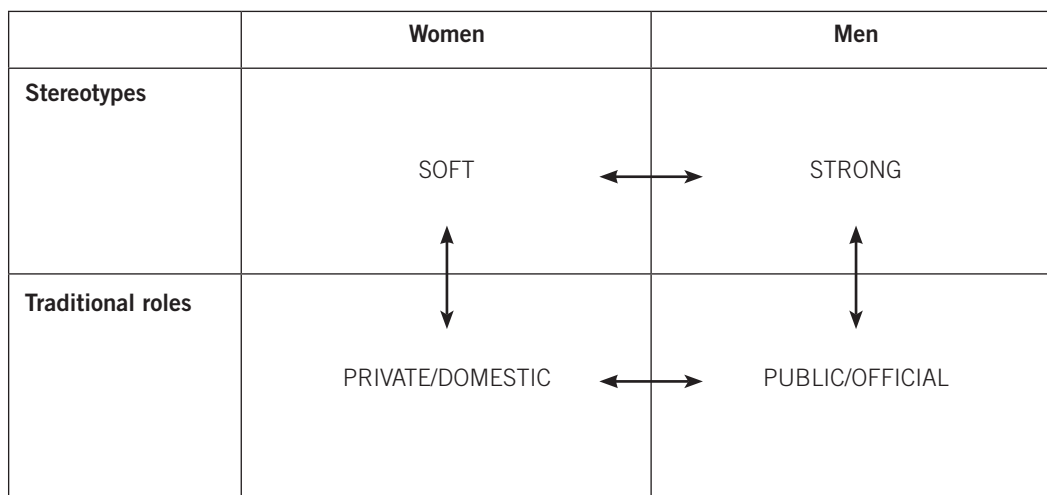 Women Men
Stereotypes
SOFT STRONG
Traditional roles
PRIVATE/DOMESTIC PUBLIC/OFFICIAL